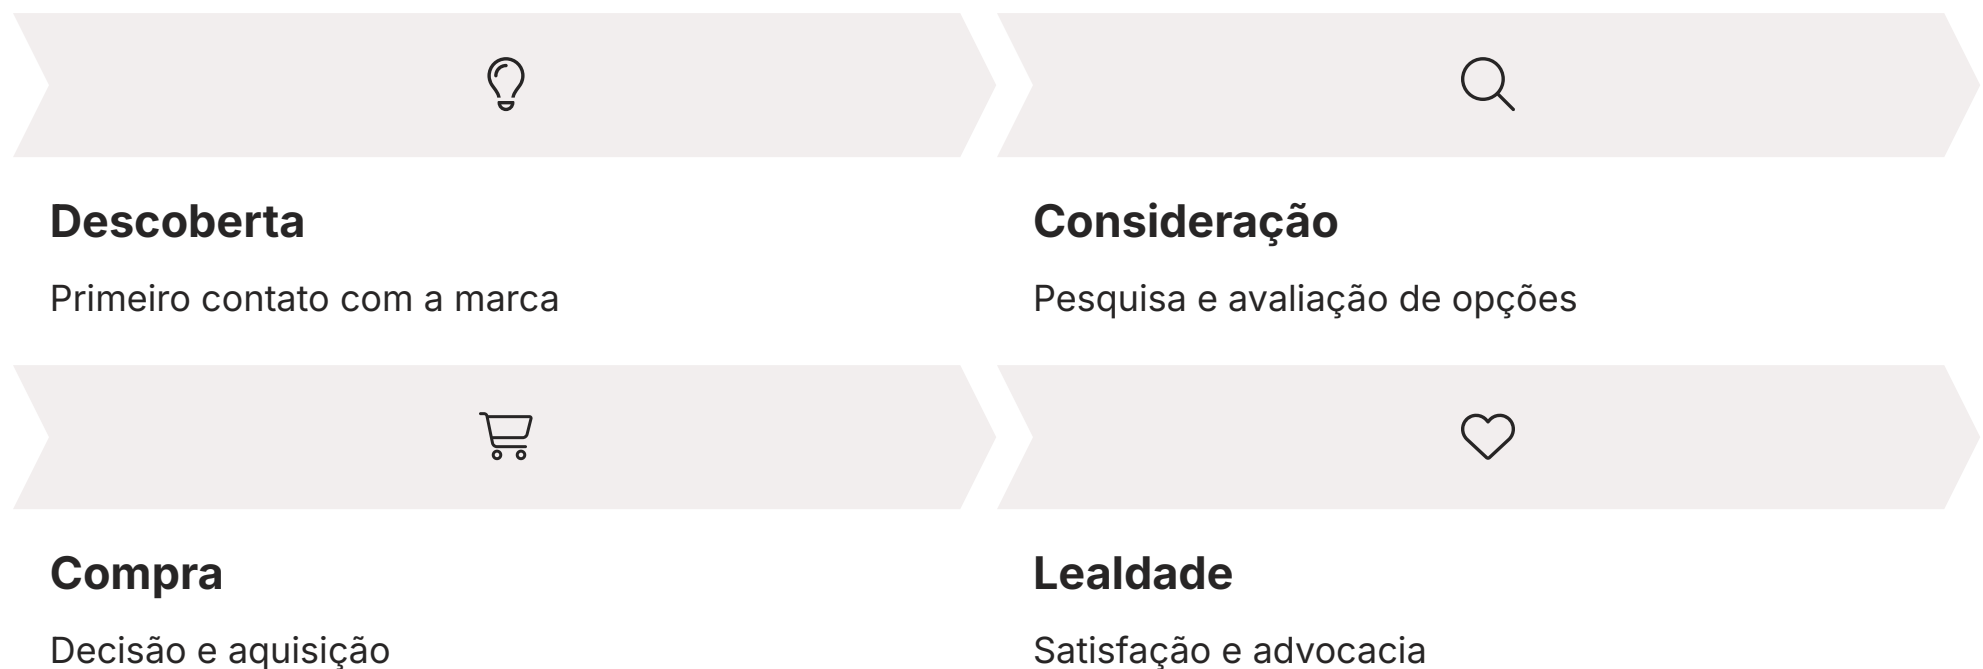 Descoberta
Primeiro contato com a marca
Consideração
Pesquisa e avaliação de opções
Compra
Decisão e aquisição
Lealdade
Satisfação e advocacia